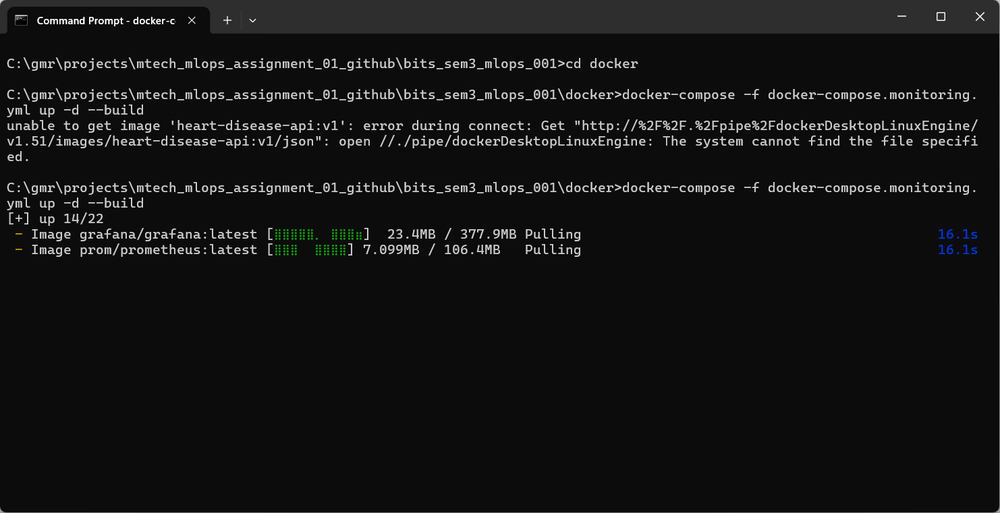 Command Prompt - docker-c
C:\gmr\projects\mtech_mlops_assignment_01_github\bits_sem3_mlops_001>cd docker
C:\gmr\projects\mtech_mlops_assignment_01_github\bits_sem3_mlops_001\docker>docker-compose -f docker-compose.monitoring.
yml up -d --build
unable to get image 'heart-disease-api:v1': error during connect: Get "http://%2F%2F.%2Fpipe%2FdockerDesktopLinuxEngine/
v1.51/images/heart-disease-api:v1/json": open //./pipe/dockerDesktopLinuxEngine: The system cannot find the file specifi
ed.
C:\gmr\projects\mtech_mlops_assignment_01_github\bits_sem3_mlops_001\docker>docker-compose -f docker-compose.monitoring.
yml up -d --build
[+] up 14/22
- Image grafana/grafana:latest [⣿⣿⣿⣿⣿⡀ ⣿⣿⣿⣶] 23.4MB / 377.9MB Pulling 16.1s
- Image prom/prometheus:latest [⣿⣿⣿  ⣿⣿⣿⣿] 7.099MB / 106.4MB Pulling 16.1s